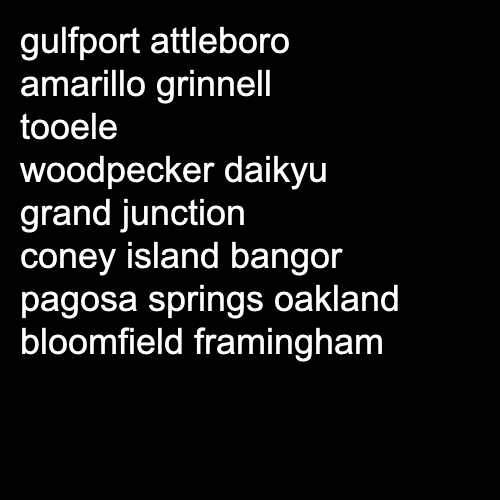 gulfport attleboro
amarillo grinnell
tooele
woodpecker daikyu
grand junction
coney island bangor
pagosa springs oakland
bloomfield framingham